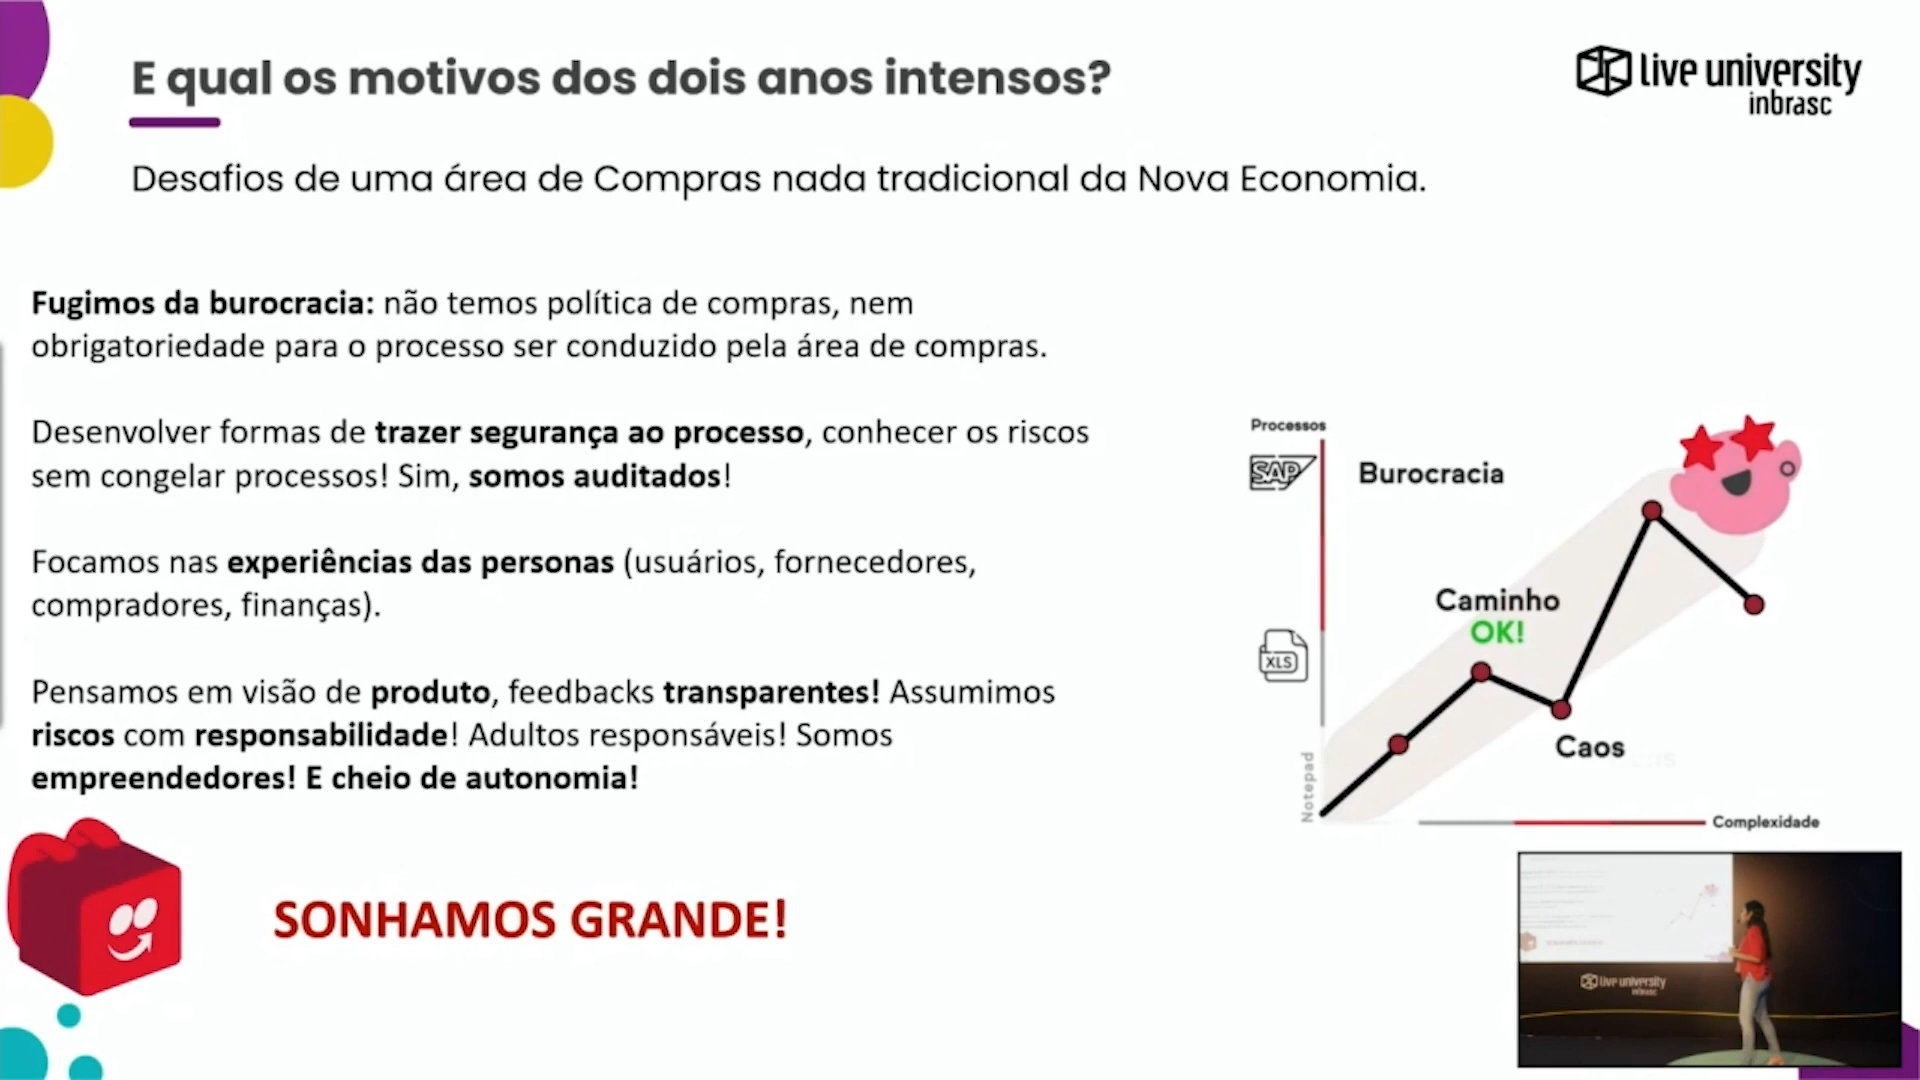 E qual os motivos dos dois anos intensos?
live university
inbrasc
Desafios de uma área de Compras nada tradicional da Nova Economia.
Fugimos da burocracia: não temos política de compras, nem
obrigatoriedade para o processo ser conduzido pela área de compras.
Desenvolver formas de trazer segurança ao processo, conhecer os riscos
sem congelar processos! Sim, somos auditados!
Focamos nas experiências das personas (usuários, fornecedores,
compradores, finanças).
Pensamos em visão de produto, feedbacks transparentes! Assumimos
riscos com responsabilidade! Adultos responsáveis! Somos
empreendedores! E cheio de autonomia!
SONHAMOS GRANDE!
Processos
SAP
Burocracia
Caminho
OK!
XLS
Caos
Notepad
Complexidade
live university
inbrasc